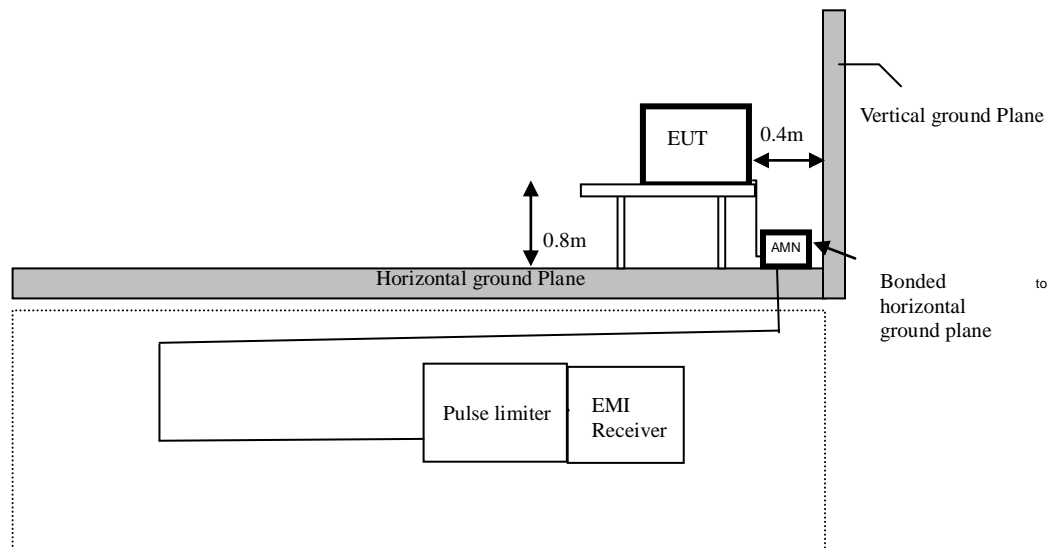 Vertical ground Plane
EUT
0.4m
0.8m
AMN
Horizontal ground Plane
Bonded to
horizontal
ground plane
Pulse limiter
EMI
Receiver